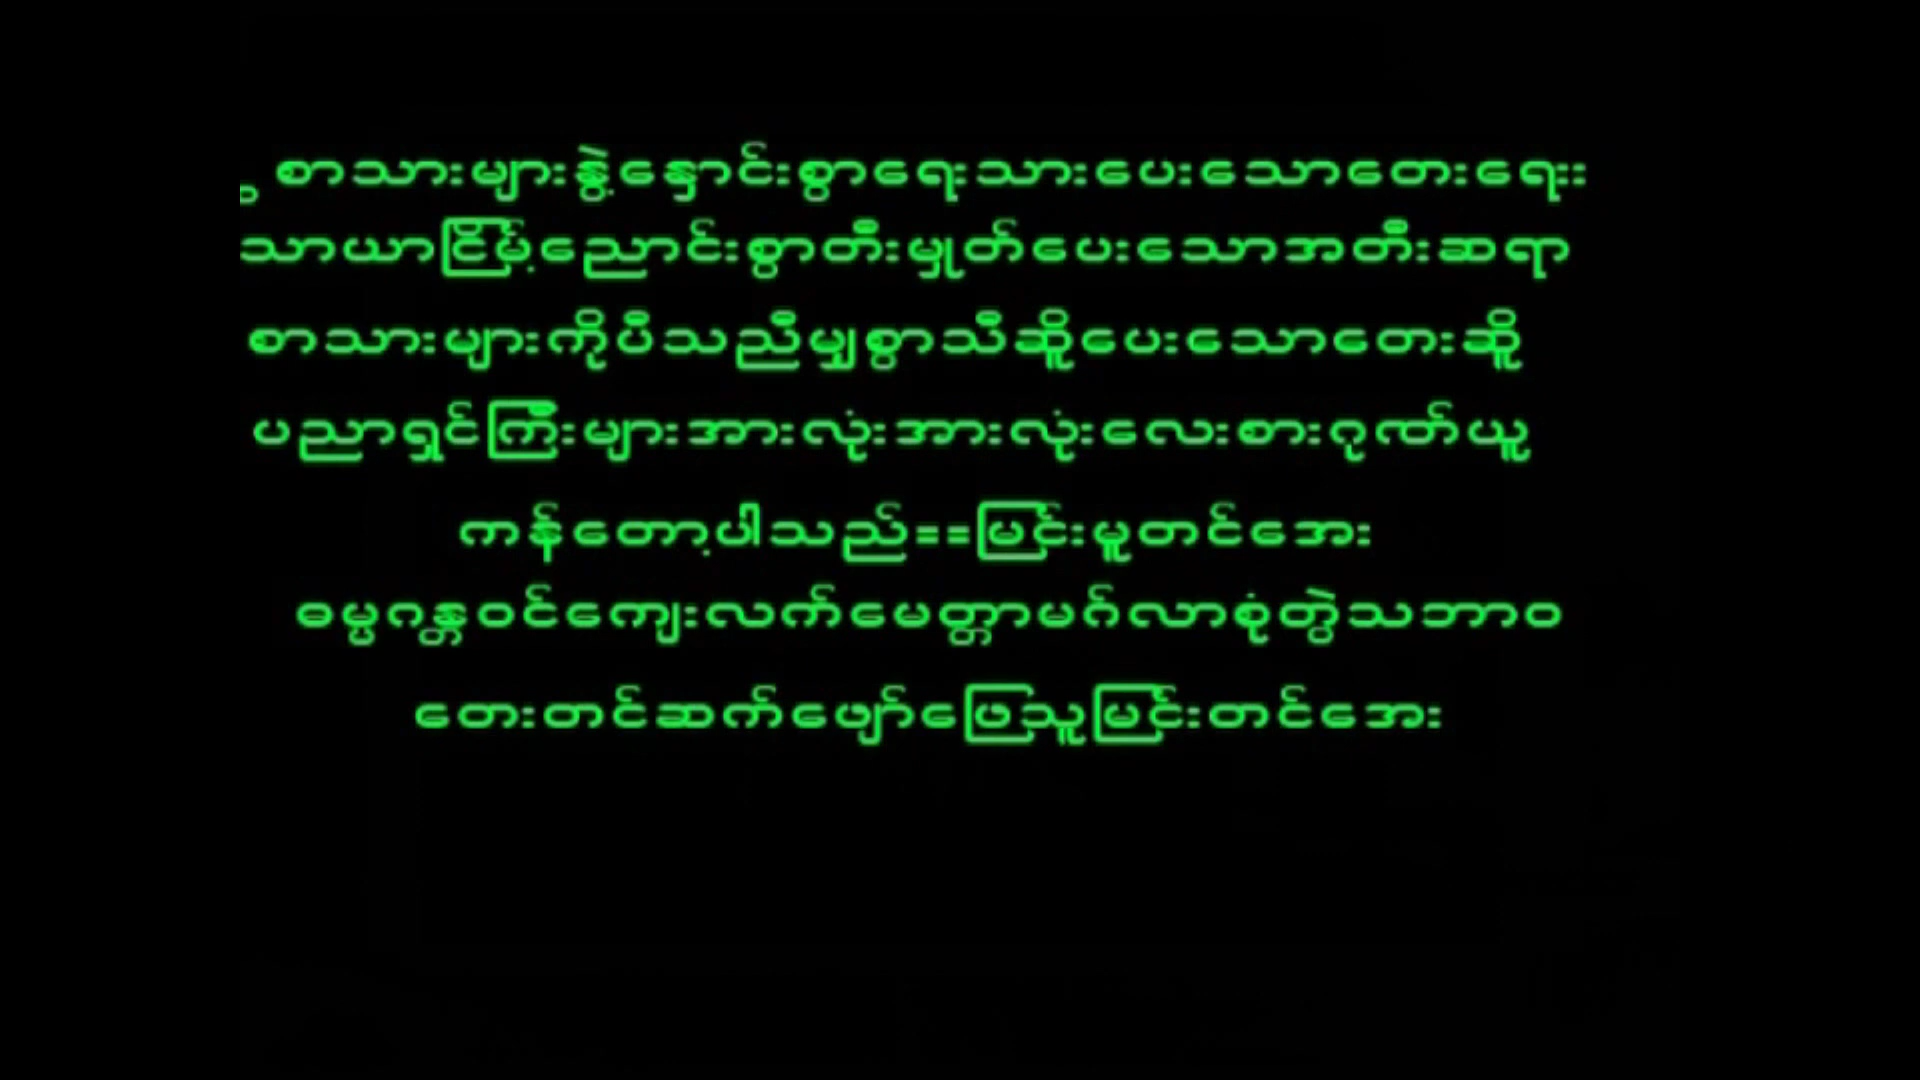 စာသားများနွဲ့နှောင်းစွာရေးသားပေးသောတေးရေးး
သာယာငြိမ့်ညောင်းစွာတီးမှုတ်ပေးသောအတီးဆရာ
စာသားများကိုပီသညီမျှစွာသီဆိူပေးသောတေးဆိူ
ပညာရှင်ကြီးများအားလုံးအားလုံးလေးစားဂုဏ်ယူ
ကန်တော့ပါသည်==မြင်းမူတင်အေး
ဓမ္မဂန္တဝင်ကျေးလက်မေတ္တာမင်္ဂလာစုံတွဲသဘာဝ
တေးတင်ဆက်ဖျော်ဖြေသူမြင်းတင်အေး